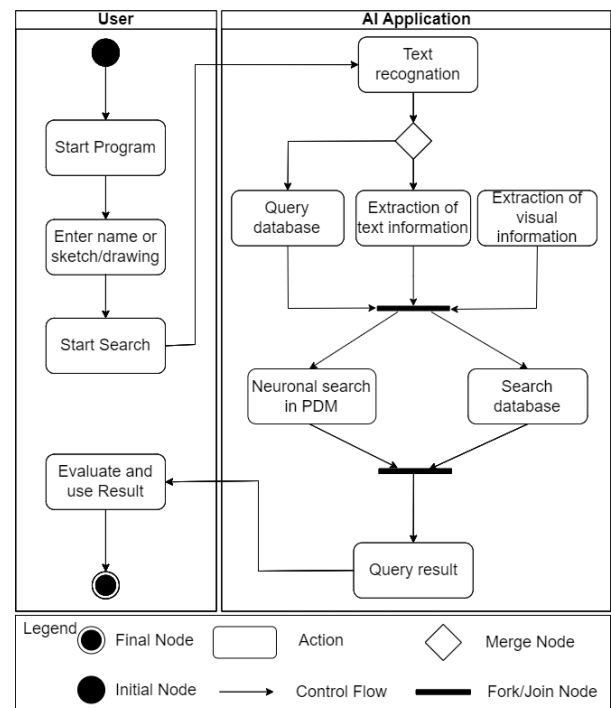 User
AI Application
Text
recognation
Start Program
Enter name or
sketch/drawing
Start Search
Query
database
Extraction of
text information
Extraction of
visual
information
Neuronal search
in PDM
Search
database
Evaluate and
use Result
Query result
Legend
Final Node
Action
Merge Node
Initial Node
Control Flow
Fork/Join Node